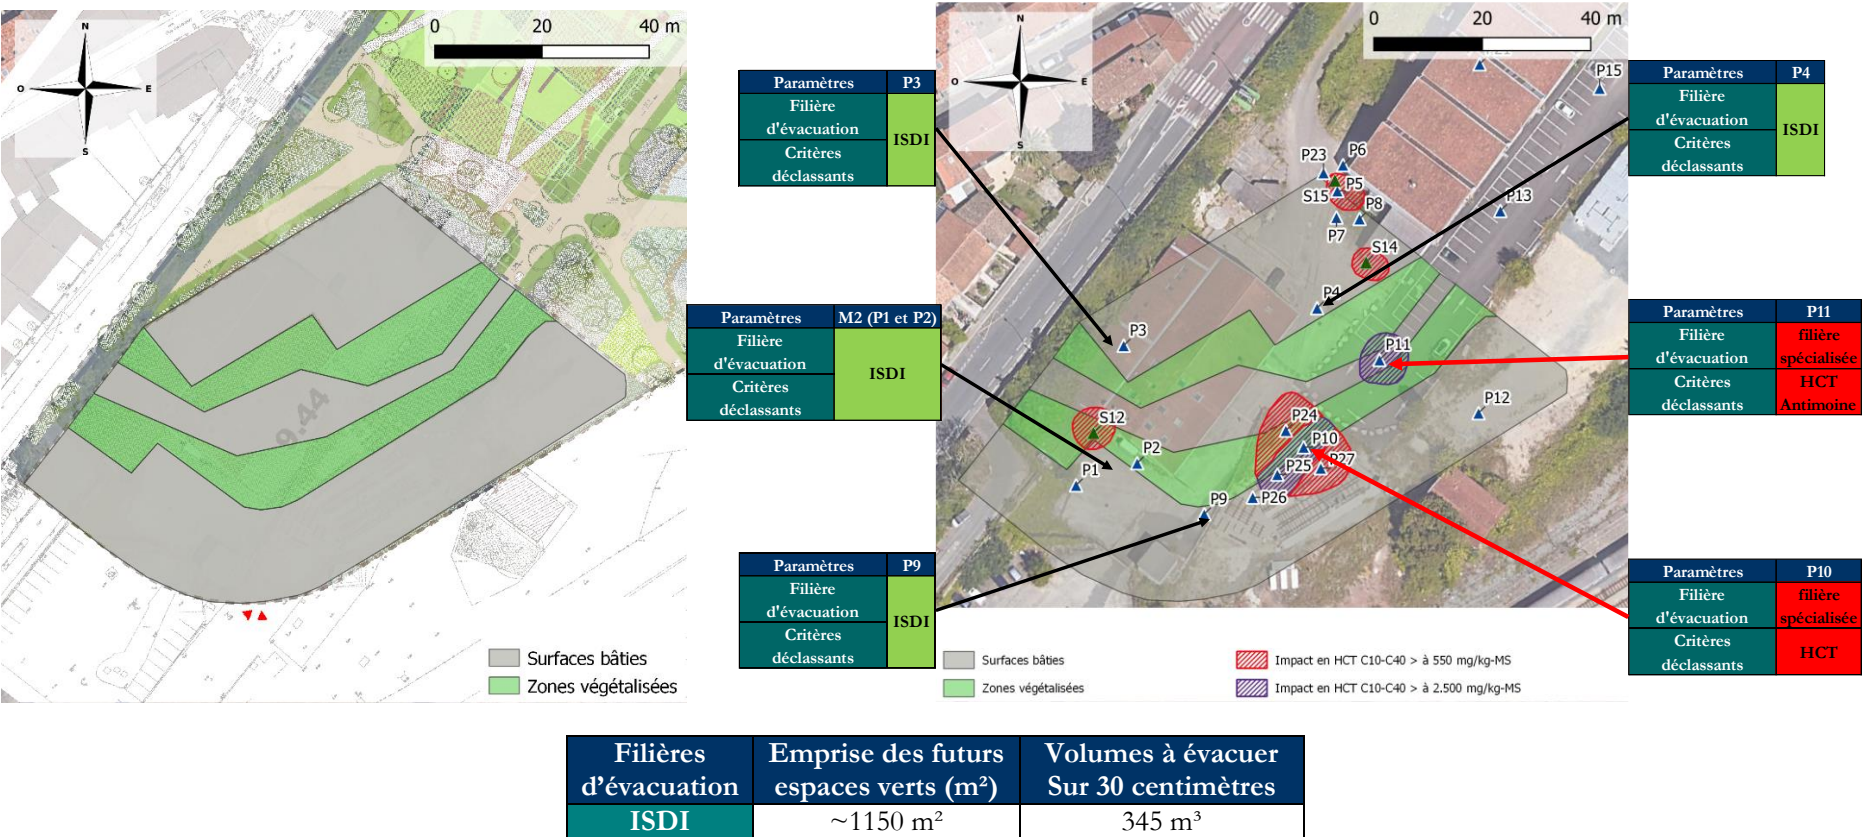 N
O
E
S
0 20 40 m
9.44
Surfaces bâties
Zones végétalisées
Paramètres P3
Filière
d'évacuation
ISDI
Critères
déclassants
Paramètres M2 (P1 et P2)
Filière
d'évacuation
ISDI
Critères
déclassants
Paramètres P9
Filière
d'évacuation
ISDI
Critères
déclassants
N
O
E
S
0 20 40 m
P15
P23
P6
P5
S15
P8
P13
P7
S14
P4
P3
P11
P12
S12
P24
P10
P2
P27
P1
P25
P9
P26
Surfaces bâties
Zones végétalisées
Impact en HCT C10-C40 > à 550 mg/kg-MS
Impact en HCT C10-C40 > à 2.500 mg/kg-MS
Paramètres P4
Filière
d'évacuation
ISDI
Critères
déclassants
Paramètres P11
Filière filière
d'évacuation spécialisée
Critères HCT
déclassants Antimoine
Paramètres P10
Filière filière
d'évacuation spécialisée
Critères
HCT
déclassants
Filières Emprise des futurs Volumes à évacuer
d'évacuation espaces verts (m²) Sur 30 centimètres
ISDI ~1150 m² 345 m³